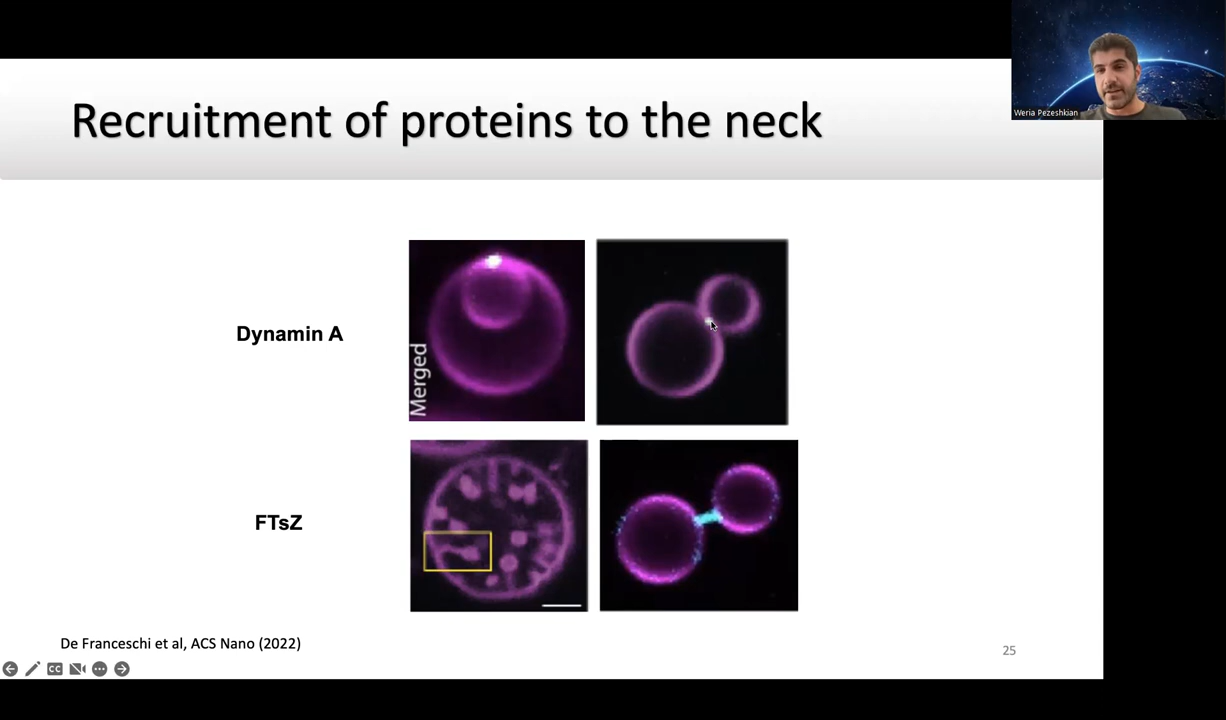 Weria Pezeshkian
Recruitment of proteins to the neck
Dynamin A
Merged
FTsZ
De Franceschi et al, ACS Nano (2022)
25
CC